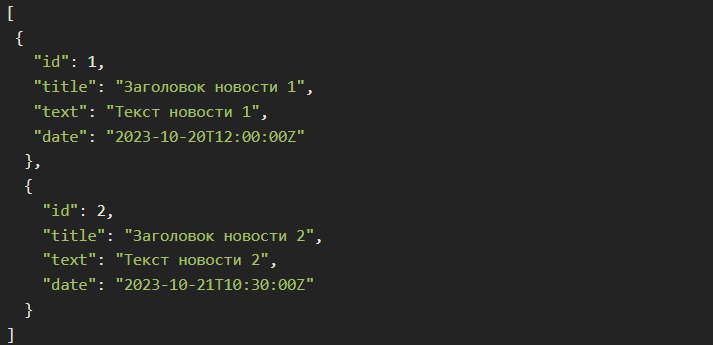 [
 {
   "id": 1,
   "title": "Заголовок новости 1",
   "text": "Текст новости 1",
   "date": "2023-10-20T12:00:00Z"
  },
  {
    "id": 2,
    "title": "Заголовок новости 2",
    "text": "Текст новости 2",
    "date": "2023-10-21T10:30:00Z"
  }
]